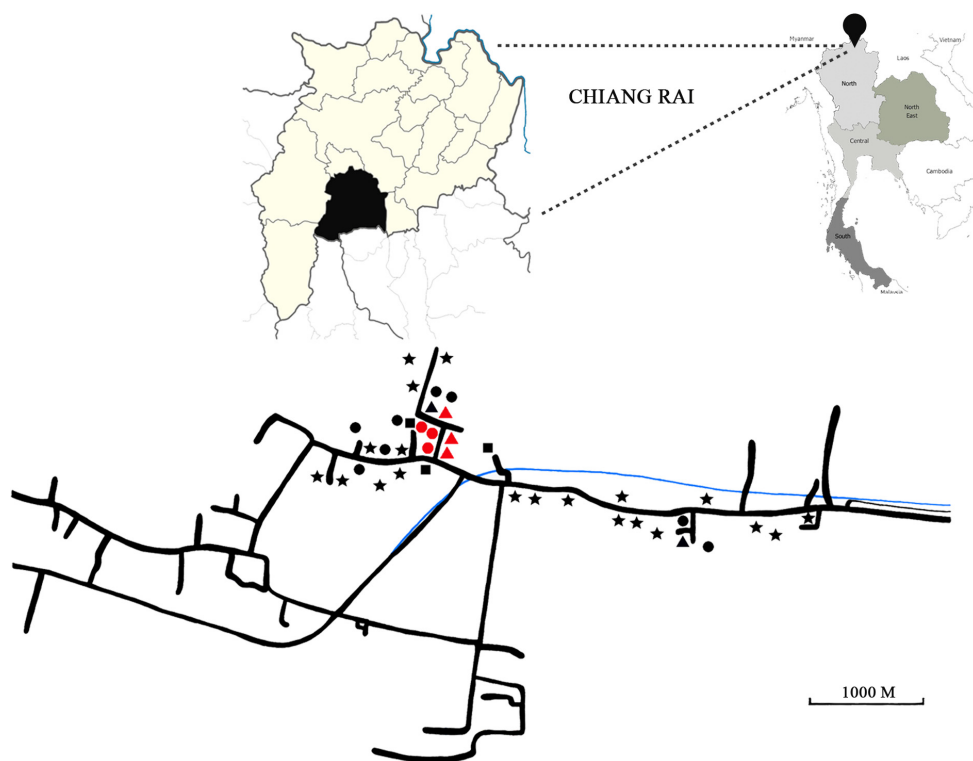 Myanmar
Vietnam
Laos
North
North
East
CHIANG RAI
Central
Cambodia
South
Malaysia
1000 M